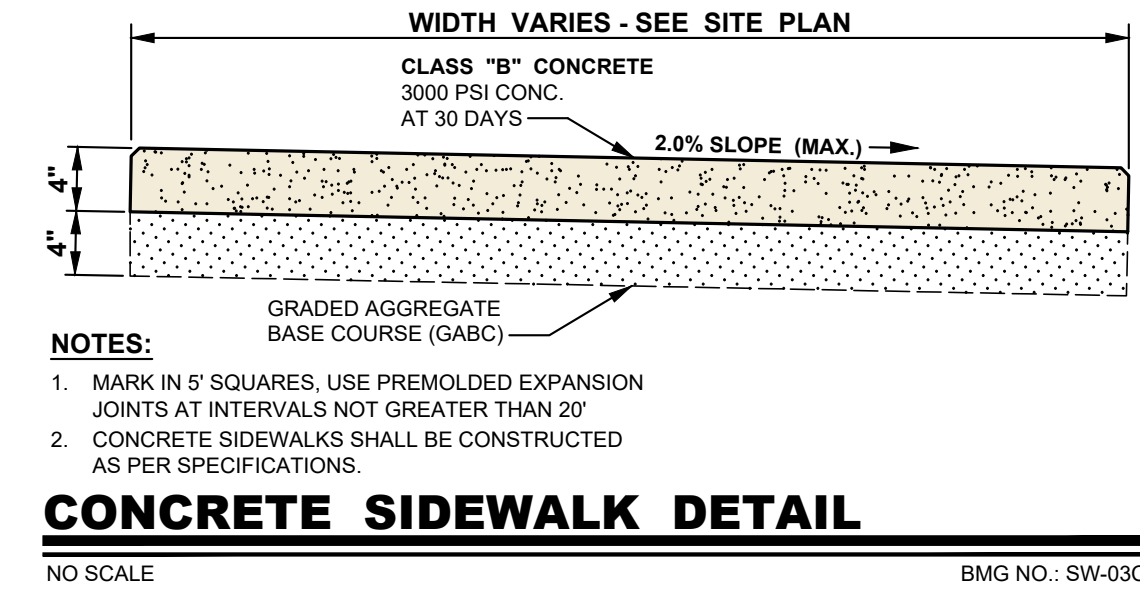 WIDTH VARIES - SEE SITE PLAN
CLASS "B" CONCRETE
3000 PSI CONC.
AT 30 DAYS
2.0% SLOPE (MAX.)
4"
4"
GRADED AGGREGATE
BASE COURSE (GABC)
NOTES:
1. MARK IN 5' SQUARES, USE PREMOLDED EXPANSION
JOINTS AT INTERVALS NOT GREATER THAN 20'
2. CONCRETE SIDEWALKS SHALL BE CONSTRUCTED
AS PER SPECIFICATIONS.
CONCRETE SIDEWALK DETAIL
NO SCALE
BMG NO.: